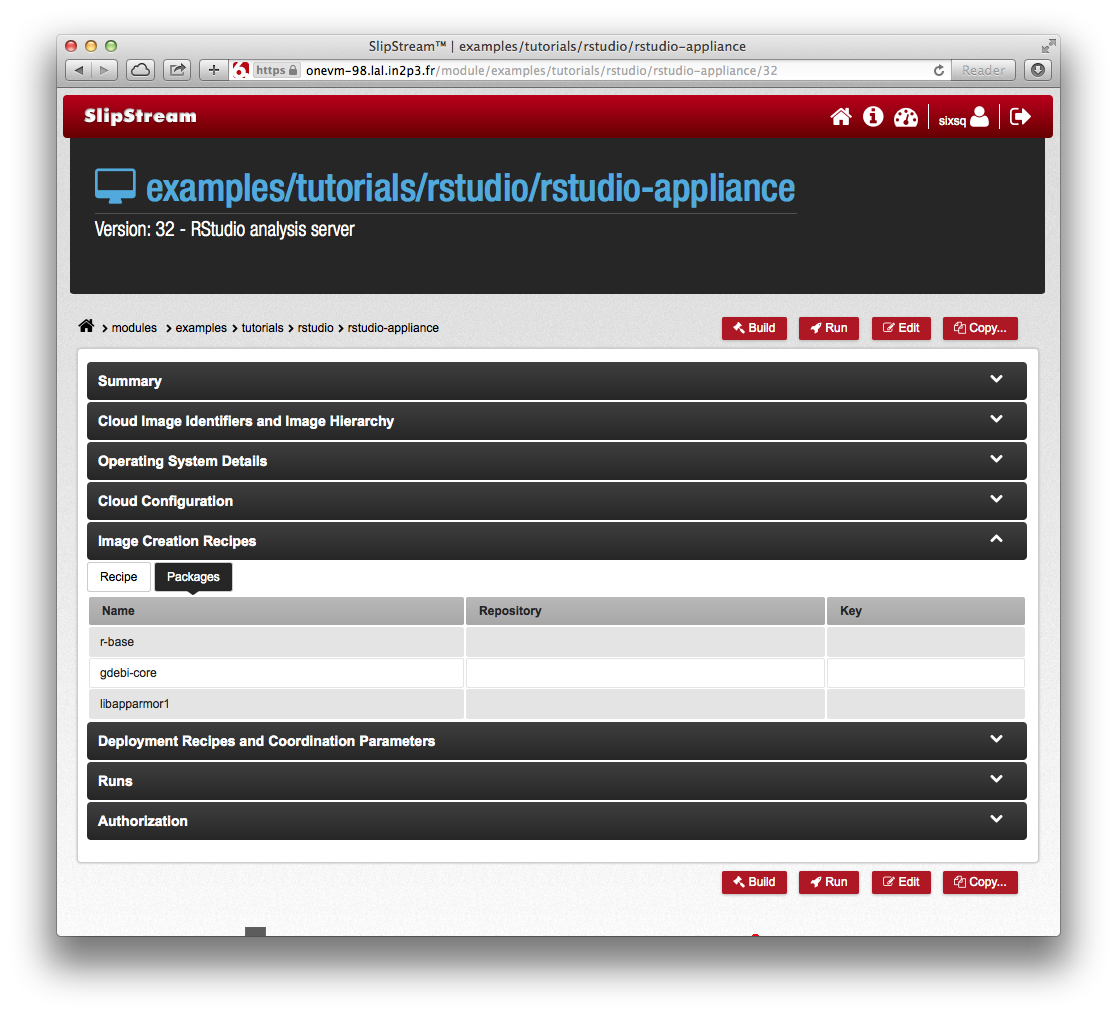 SlipStream™ | examples/tutorials/rstudio/rstudio-appliance
https onevm-98.lal.in2p3.fr/module/examples/tutorials/rstudio/rstudio-appliance/32 Reader
SlipStream sixsq
examples/tutorials/rstudio/rstudio-appliance
Version: 32 - RStudio analysis server
modules examples tutorials rstudio rstudio-appliance Build Run Edit Copy...
Summary
Cloud Image Identifiers and Image Hierarchy
Operating System Details
Cloud Configuration
Image Creation Recipes
Recipe Packages
Name Repository Key
r-base
gdebi-core
libapparmor1
Deployment Recipes and Coordination Parameters
Runs
Authorization
Build Run Edit Copy...